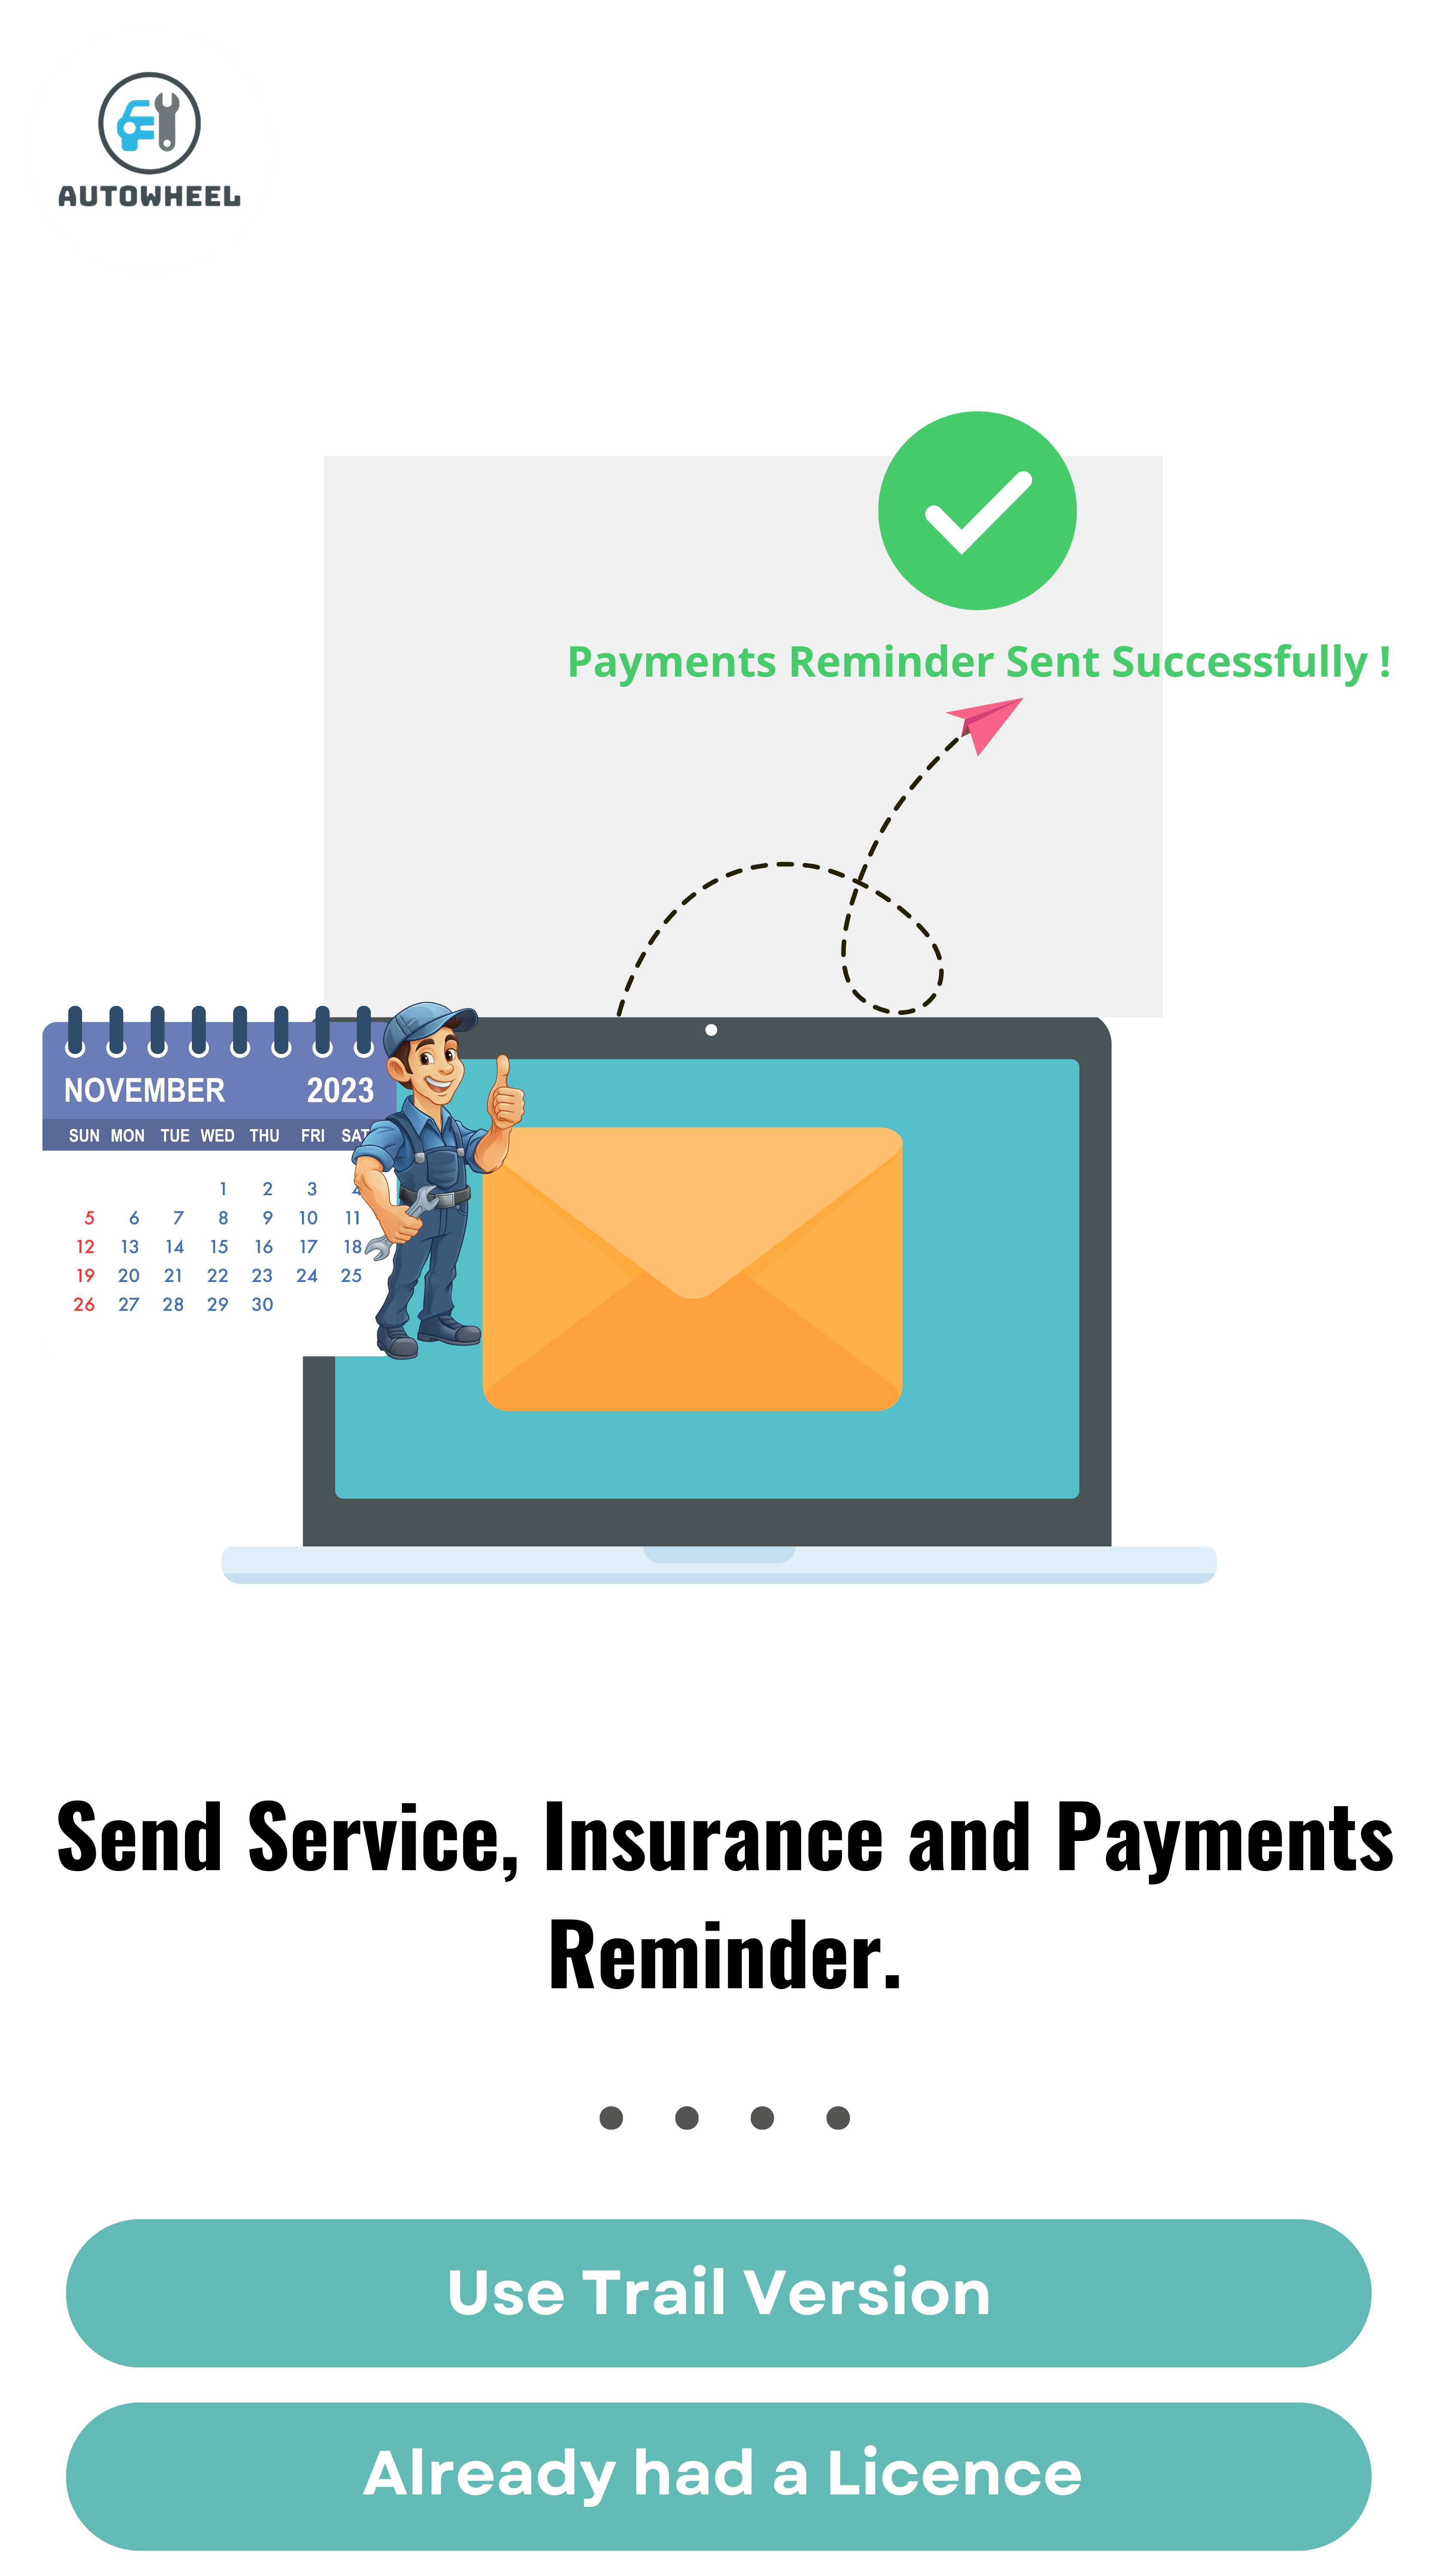 AUTOWHEEL
Payments Reminder Sent Successfully !
NOVEMBER 2023
SUN MON TUE WED THU FRI SAT
1 2 3 4
5 6 7 8 9 10 11
12 13 14 15 16 17 18
19 20 21 22 23 24 25
26 27 28 29 30
Send Service, Insurance and Payments
Reminder.
Use Trail Version
Already had a Licence